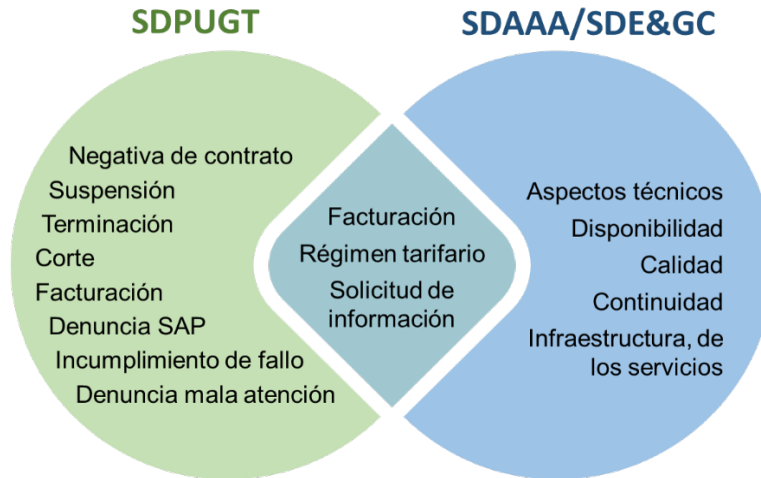 SDPUGT
SDAAA/SDE&GC
Negativa de contrato
Suspensión
Terminación
Corte
Facturación
Denuncia SAP
Incumplimiento de fallo
Denuncia mala atención
Facturación
Régimen tarifario
Solicitud de
información
Aspectos técnicos
Disponibilidad
Calidad
Continuidad
Infraestructura, de
los servicios